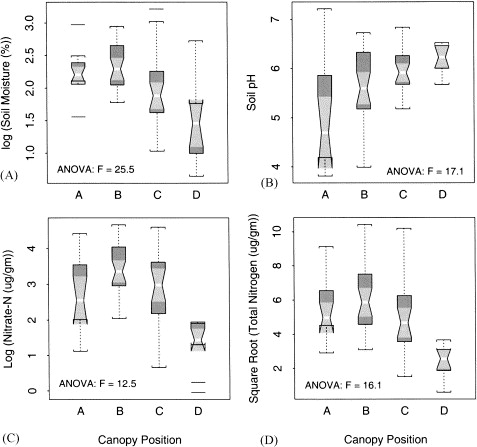 log (Soil Moisture (%))
3.0
2.5
2.0
1.5
1.0
ANOVA: F = 25.5
A B C D
(A)
Soil pH
7
6
5
4
ANOVA: F = 17.1
A B C D
(B)
Log (Nitrate-N (ug/gm))
4
3
2
1
0
ANOVA: F = 12.5
A B C D
Canopy Position
(C)
Square Root (Total Nitrogen (ug/gm))
10
8
6
4
2
ANOVA: F = 16.1
A B C D
Canopy Position
(D)